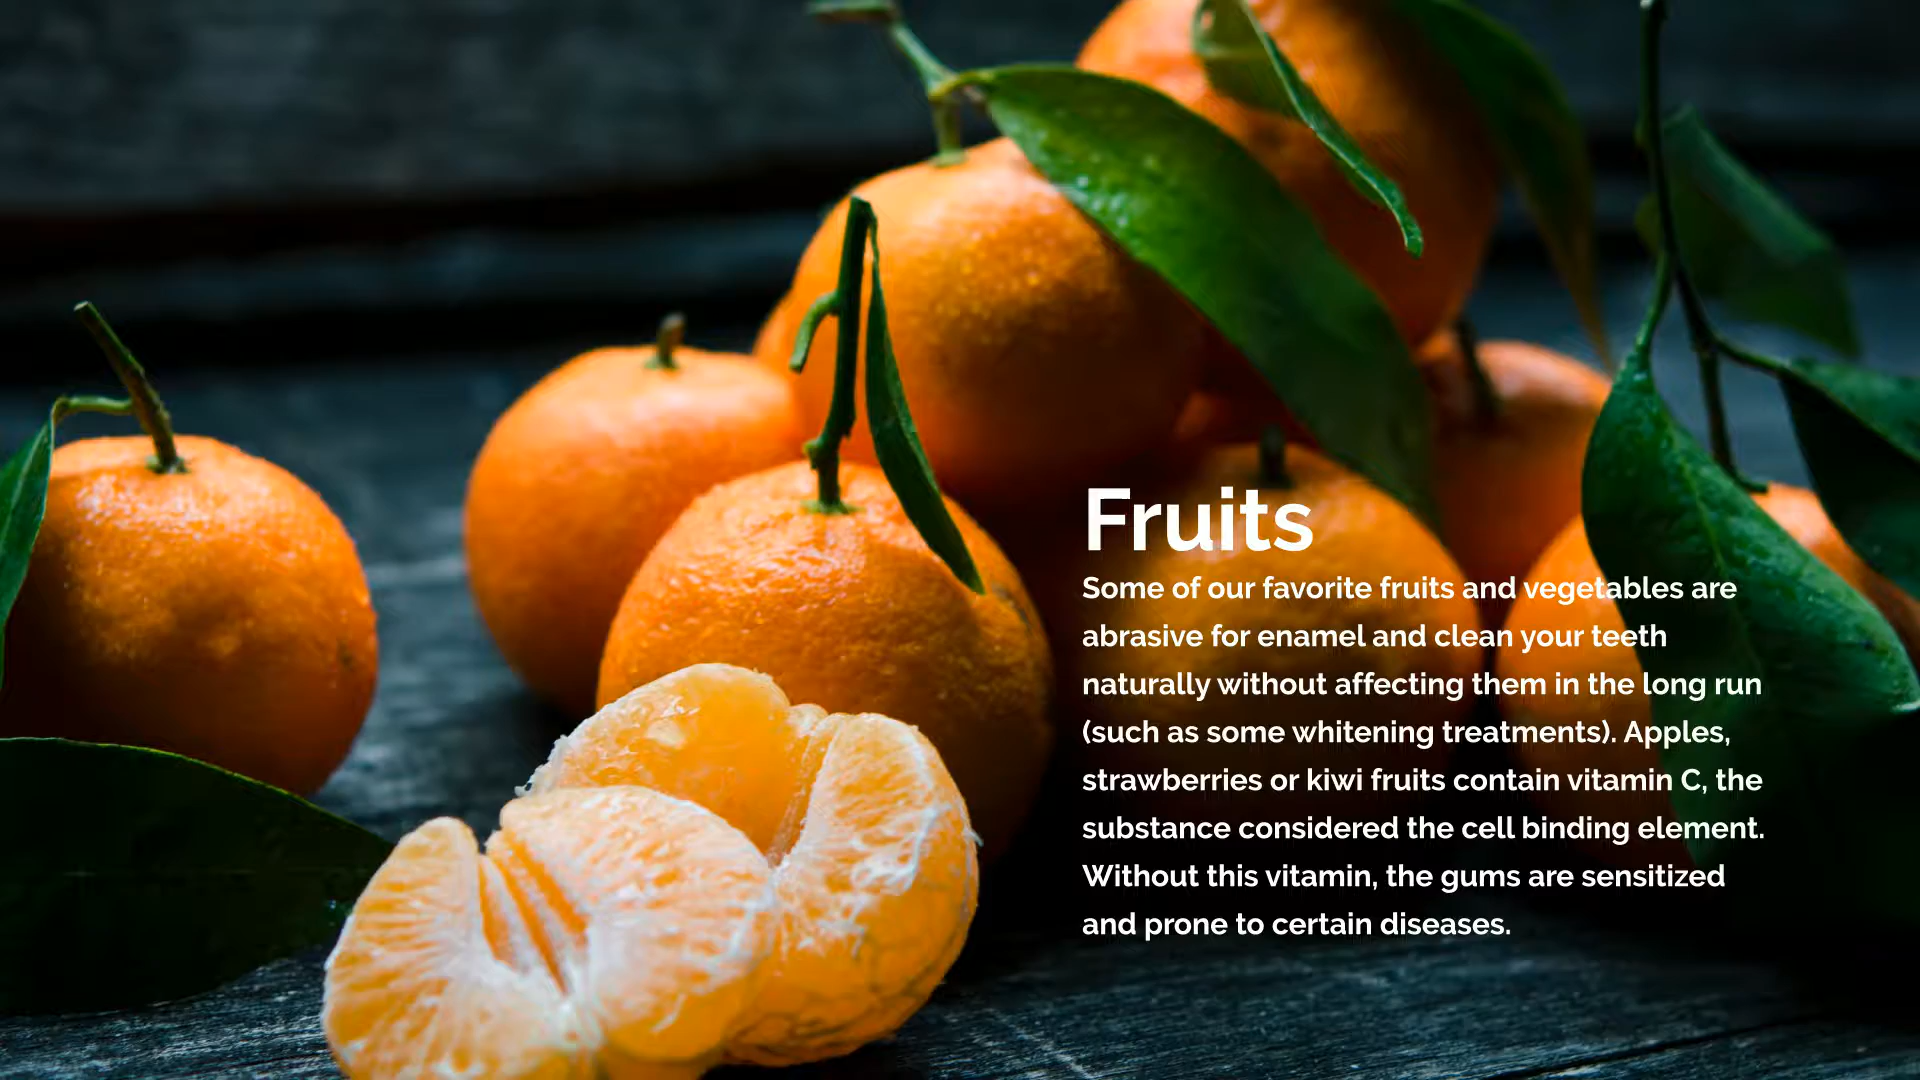 Fruits
Some of our favorite fruits and vegetables are
abrasive for enamel and clean your teeth
naturally without affecting them in the long run
(such as some whitening treatments). Apples,
strawberries or kiwi fruits contain vitamin C, the
substance considered the cell binding element.
Without this vitamin, the gums are sensitized
and prone to certain diseases.